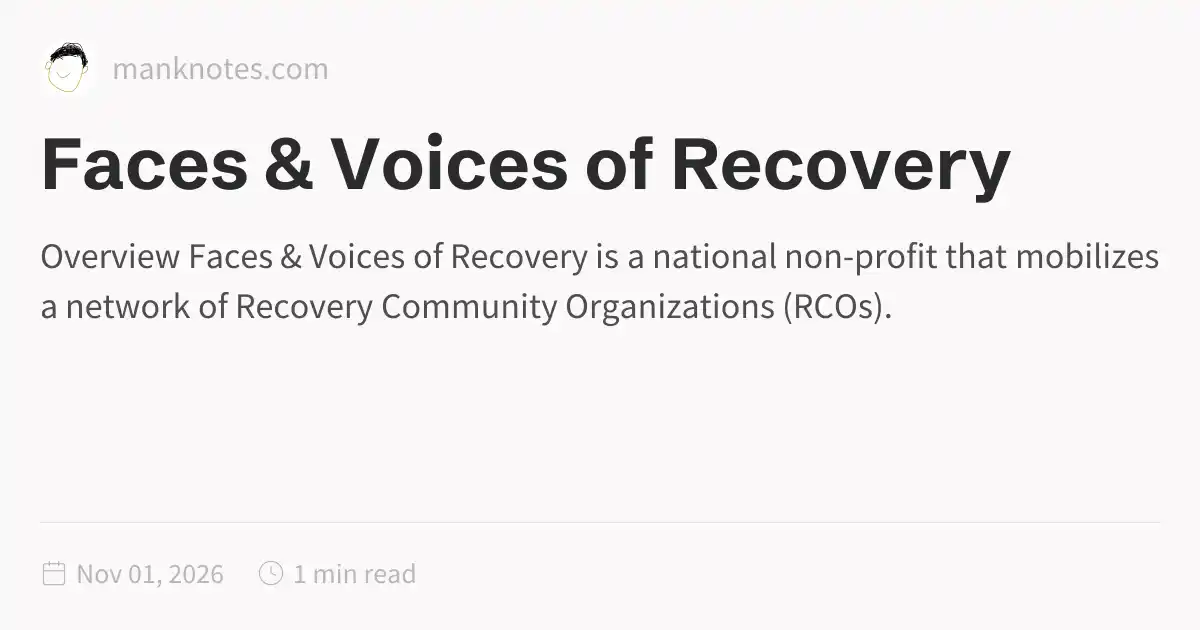 manknotes.com
Faces & Voices of Recovery
Overview Faces & Voices of Recovery is a national non-profit that mobilizes
a network of Recovery Community Organizations (RCOs).
Nov 01, 2026 1 min read